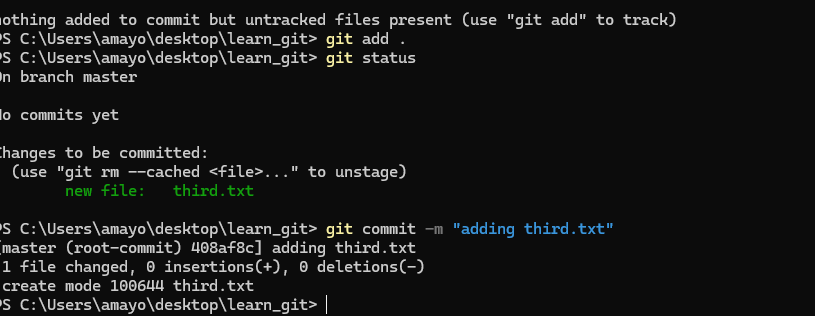 nothing added to commit but untracked files present (use "git add" to track)
PS C:\Users\amayo\desktop\learn_git> git add .
PS C:\Users\amayo\desktop\learn_git> git status
On branch master
No commits yet
Changes to be committed:
(use "git rm --cached <file>..." to unstage)
new file: third.txt
PS C:\Users\amayo\desktop\learn_git> git commit -m "adding third.txt"
[master (root-commit) 408af8c] adding third.txt
1 file changed, 0 insertions(+), 0 deletions(-)
create mode 100644 third.txt
PS C:\Users\amayo\desktop\learn_git>